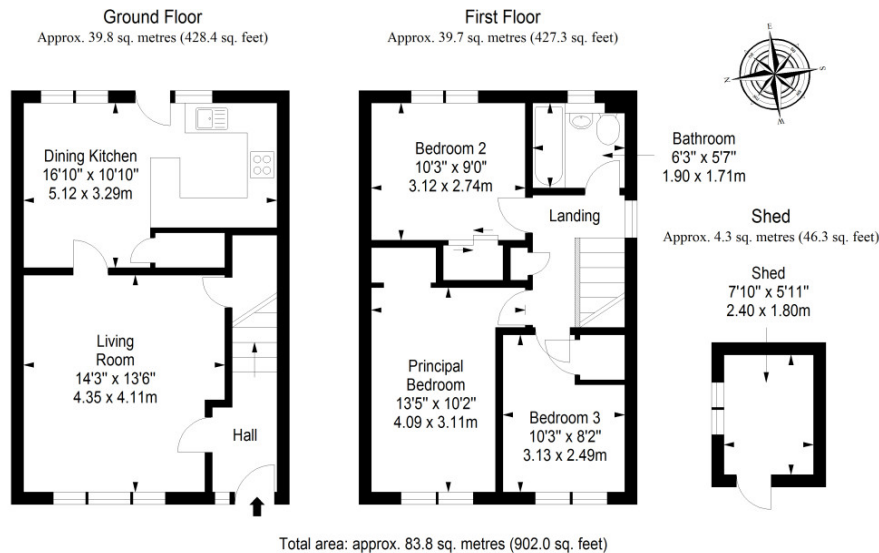 Ground Floor
Approx. 39.8 sq. metres (428.4 sq. feet)
Dining Kitchen
16'10" x 10'10"
5.12 x 3.29m
Living
Room
14'3" x 13'6"
4.35 x 4.11m
Hall
First Floor
Approx. 39.7 sq. metres (427.3 sq. feet)
Bedroom 2
10'3" x 9'0"
3.12 x 2.74m
Landing
Principal
Bedroom
13'5" x 10'2"
4.09 x 3.11m
Bedroom 3
10'3" x 8'2"
3.13 x 2.49m
E
S
N
W
Bathroom
6'3" x 5'7"
1.90 x 1.71m
Shed
Approx. 4.3 sq. metres (46.3 sq. feet)
Shed
7'10" x 5'11"
2.40 x 1.80m
Total area: approx. 83.8 sq. metres (902.0 sq. feet)